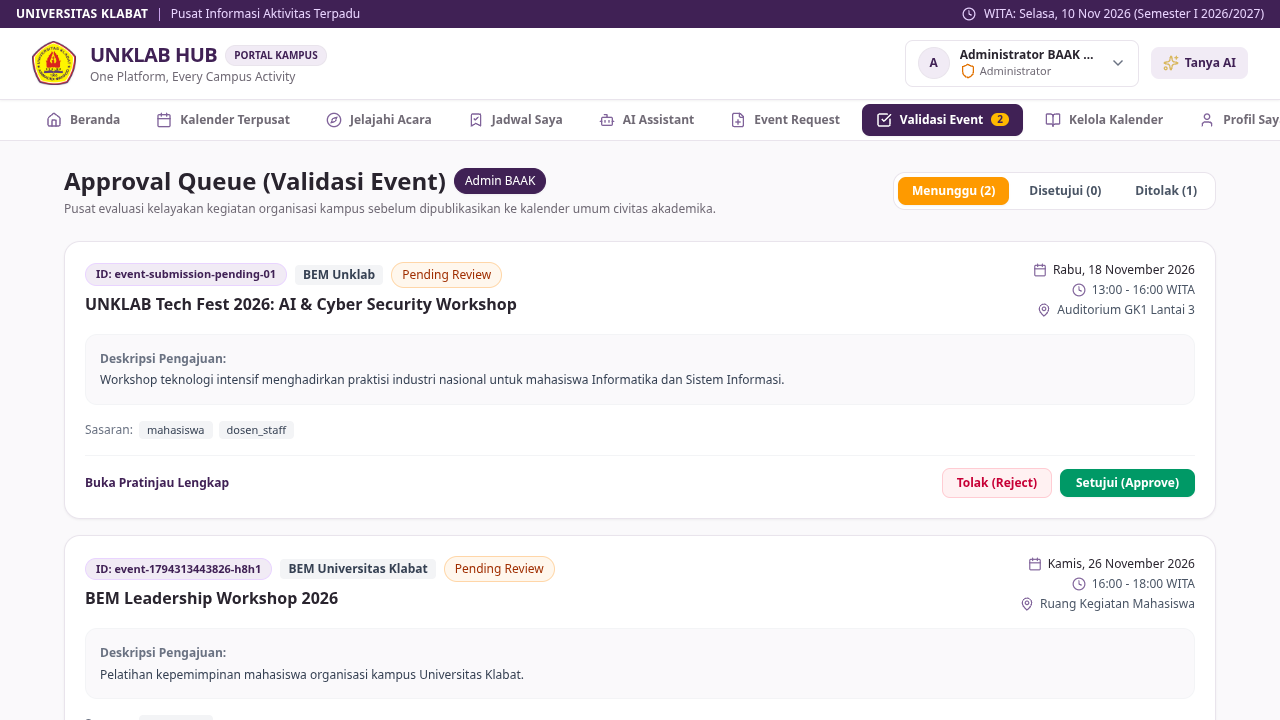 UNIVERSITAS KLABAT | Pusat Informasi Aktivitas Terpadu
WITA: Selasa, 10 Nov 2026 (Semester I 2026/2027)
UNKLAB HUB PORTAL KAMPUS
One Platform, Every Campus Activity
A
Administrator BAAK ...
Administrator
Tanya AI
Beranda
Kalender Terpusat
Jelajahi Acara
Jadwal Saya
AI Assistant
Event Request
Validasi Event 2
Kelola Kalender
Profil Say
Approval Queue (Validasi Event) Admin BAAK
Pusat evaluasi kelayakan kegiatan organisasi kampus sebelum dipublikasikan ke kalender umum civitas akademika.
Menunggu (2)
Disetujui (0)
Ditolak (1)
ID: event-submission-pending-01 BEM Unklab Pending Review
UNKLAB Tech Fest 2026: AI & Cyber Security Workshop
Rabu, 18 November 2026
13:00 - 16:00 WITA
Auditorium GK1 Lantai 3
Deskripsi Pengajuan:
Workshop teknologi intensif menghadirkan praktisi industri nasional untuk mahasiswa Informatika dan Sistem Informasi.
Sasaran: mahasiswa dosen_staff
Buka Pratinjau Lengkap
Tolak (Reject)
Setujui (Approve)
ID: event-1794313443826-h8h1 BEM Universitas Klabat Pending Review
BEM Leadership Workshop 2026
Kamis, 26 November 2026
16:00 - 18:00 WITA
Ruang Kegiatan Mahasiswa
Deskripsi Pengajuan:
Pelatihan kepemimpinan mahasiswa organisasi kampus Universitas Klabat.